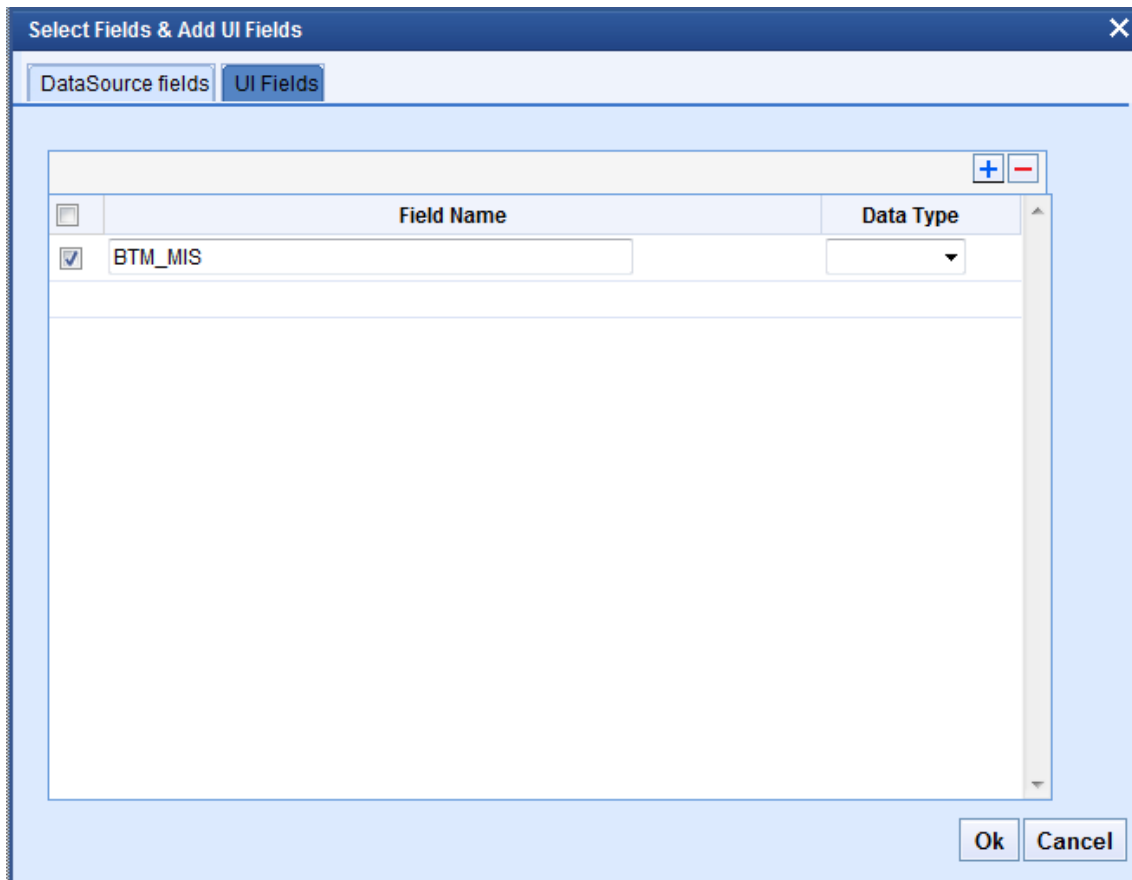 Select Fields & Add UI Fields
DataSource fields UI Fields
Field Name Data Type
BTM_MIS
Ok Cancel